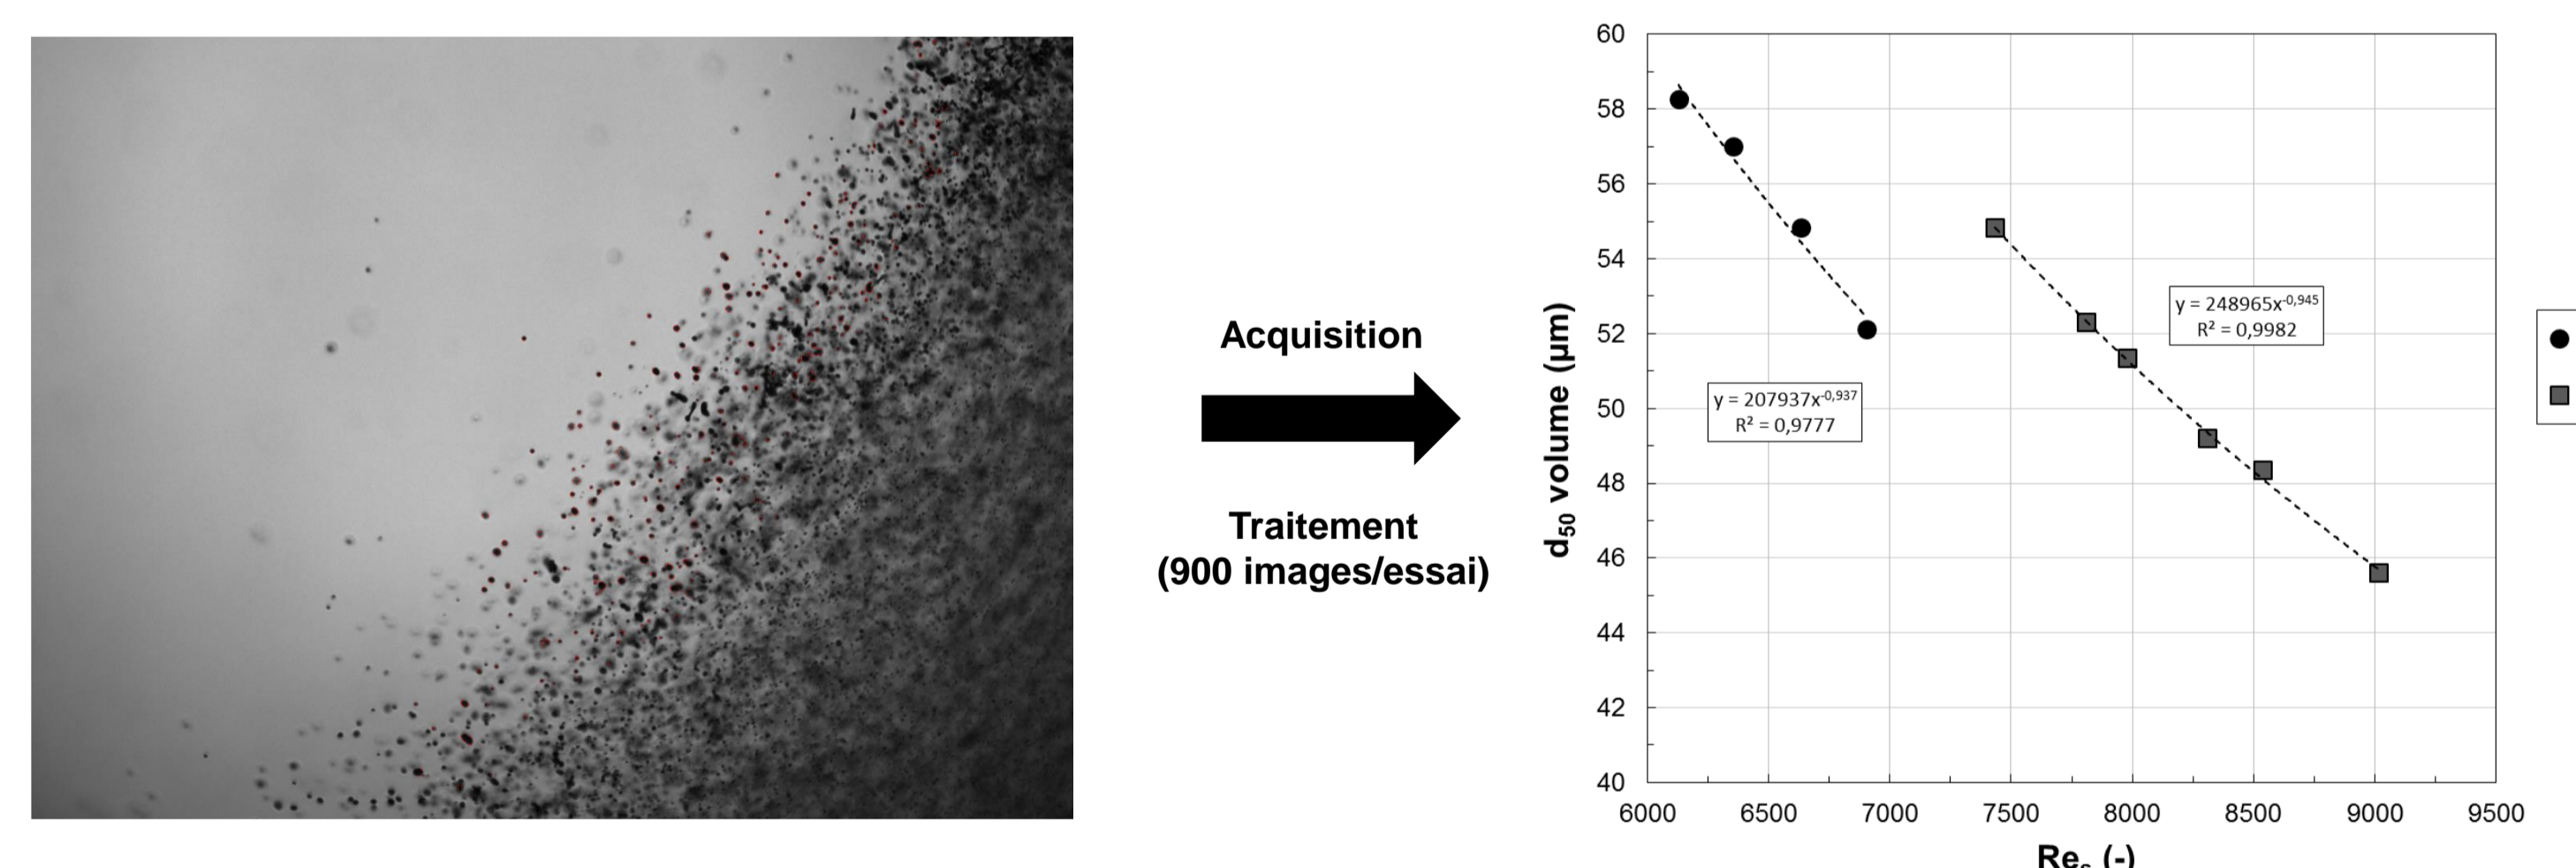 Acquisition
Traitement
(900 images/essai)
d50 volume (µm)
60
58
56
54
52
50
48
46
44
42
40
y = 207937x-0,937
R² = 0,9777
y = 248965x-0,945
R² = 0,9982
6000 6500 7000 7500 8000 8500 9000 9500
(-)